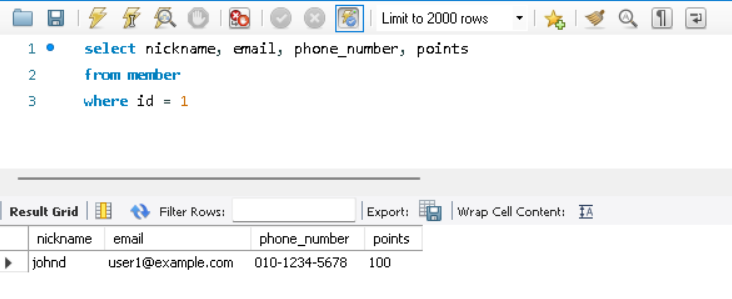 Limit to 2000 rows
1 select nickname, email, phone_number, points
2 from member
3 where id = 1
Result Grid Filter Rows: Export: Wrap Cell Content:
nickname email phone_number points
johnd user1@example.com 010-1234-5678 100